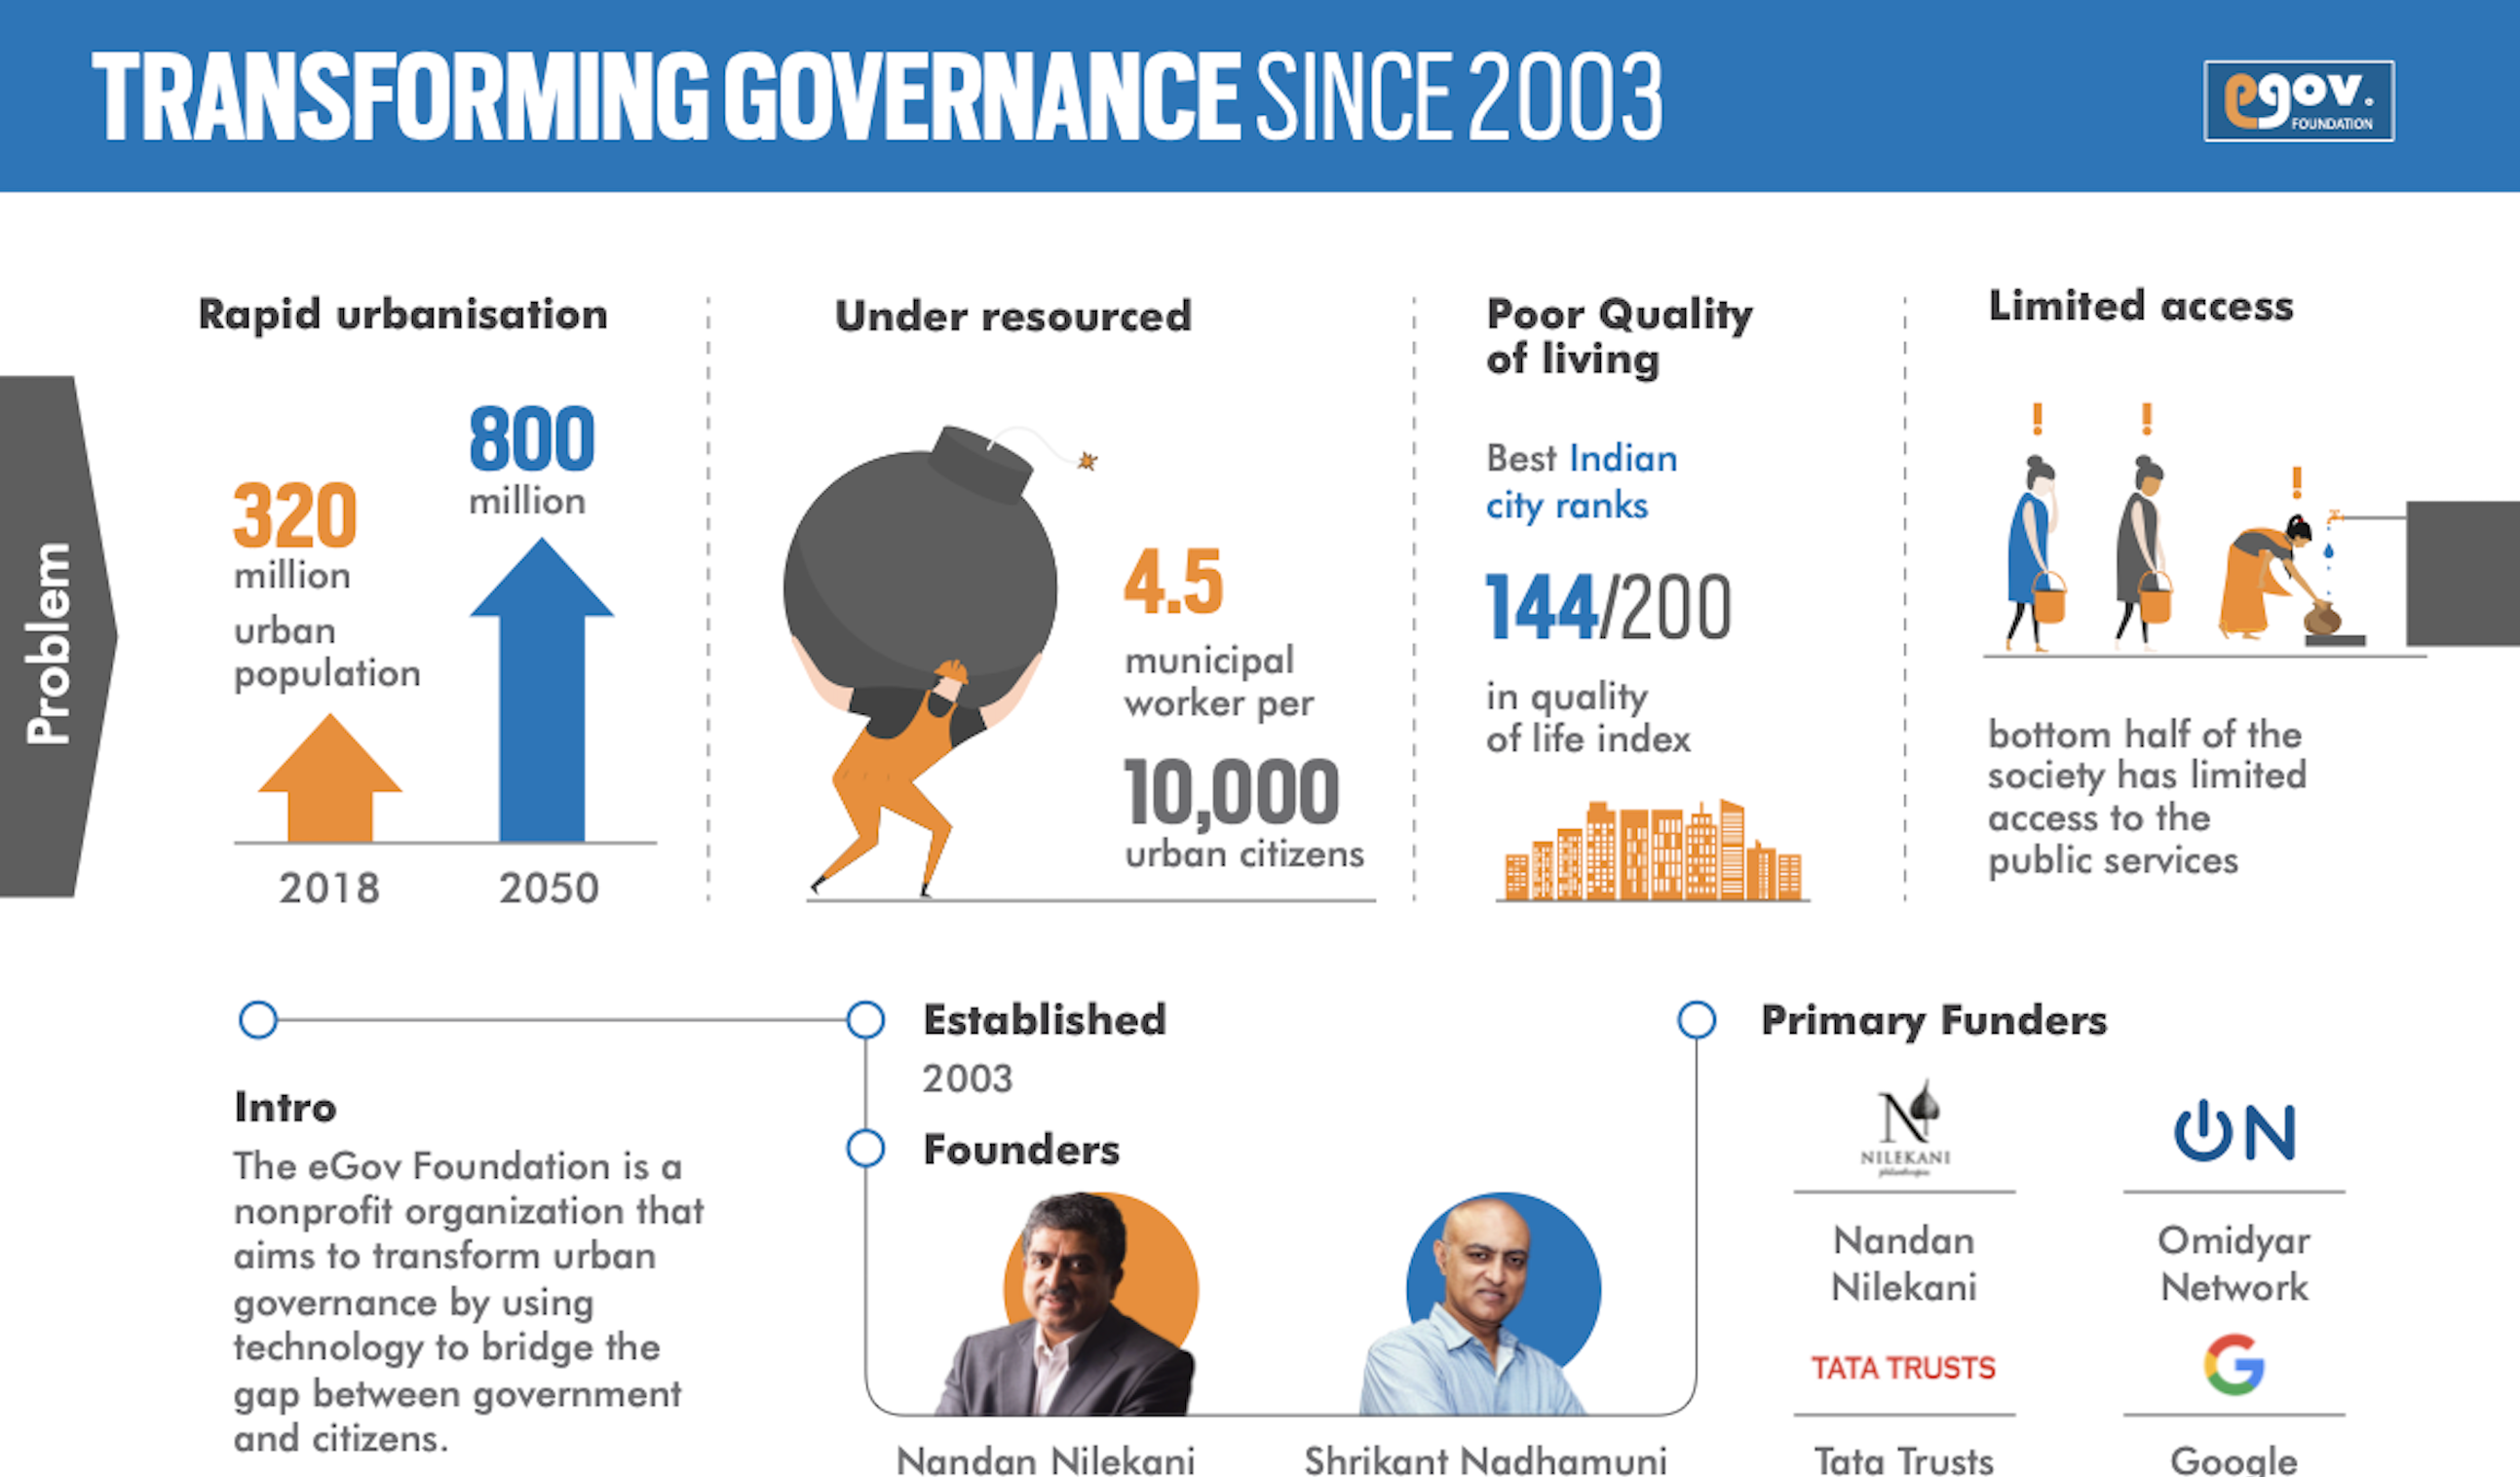 TRANSFORMING GOVERNANCE SINCE 2003
egov.
FOUNDATION
Problem
Rapid urbanisation
320
million
urban
population
800
million
2018
2050
Under resourced
4.5
municipal
worker per
10,000
urban citizens
Poor Quality
of living
Best Indian
city ranks
144/200
in quality
of life index
Limited access
bottom half of the
society has limited
access to the
public services
Intro
The eGov Foundation is a
nonprofit organization that
aims to transform urban
governance by using
technology to bridge the
gap between government
and citizens.
Established
2003
Founders
Nandan Nilekani
Shrikant Nadhamuni
Primary Funders
N
NILEKANI
philanthropies
Nandan
Nilekani
ON
Omidyar
Network
TATA TRUSTS
Tata Trusts
G
Google